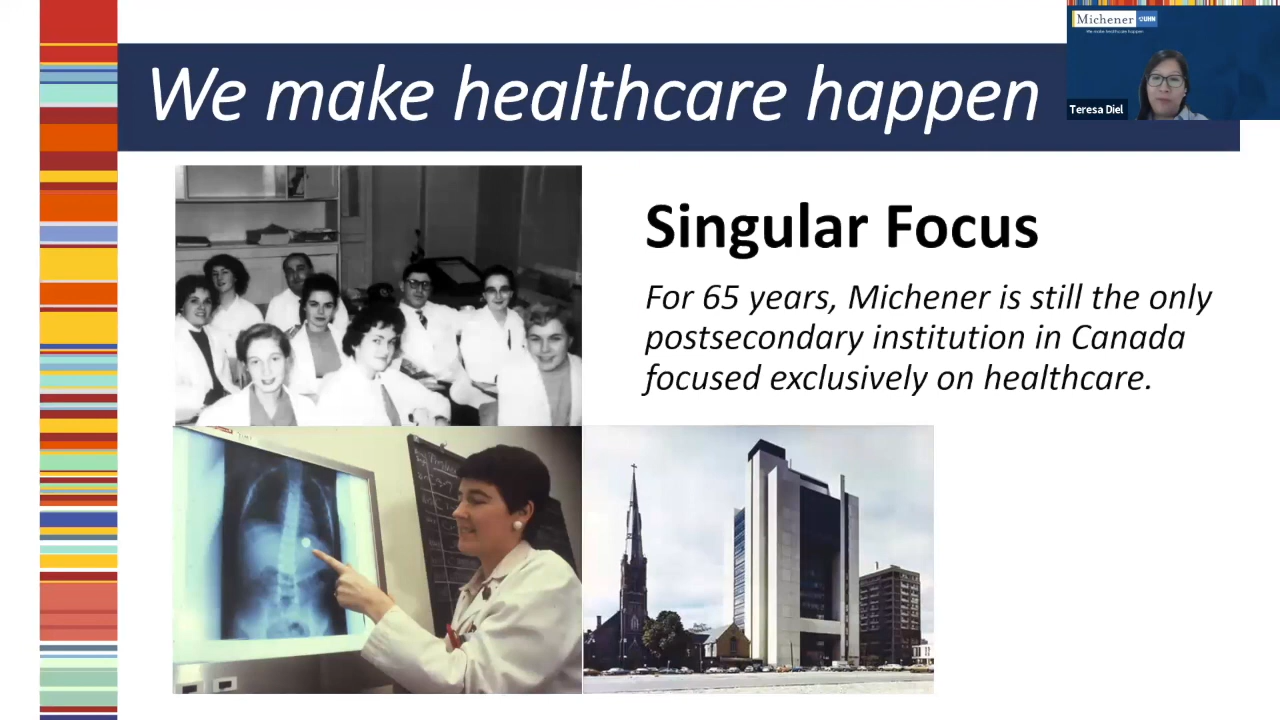 We make healthcare happen
Michener UHN
We make healthcare happen
Teresa Diel
Singular Focus
For 65 years, Michener is still the only
postsecondary institution in Canada
focused exclusively on healthcare.